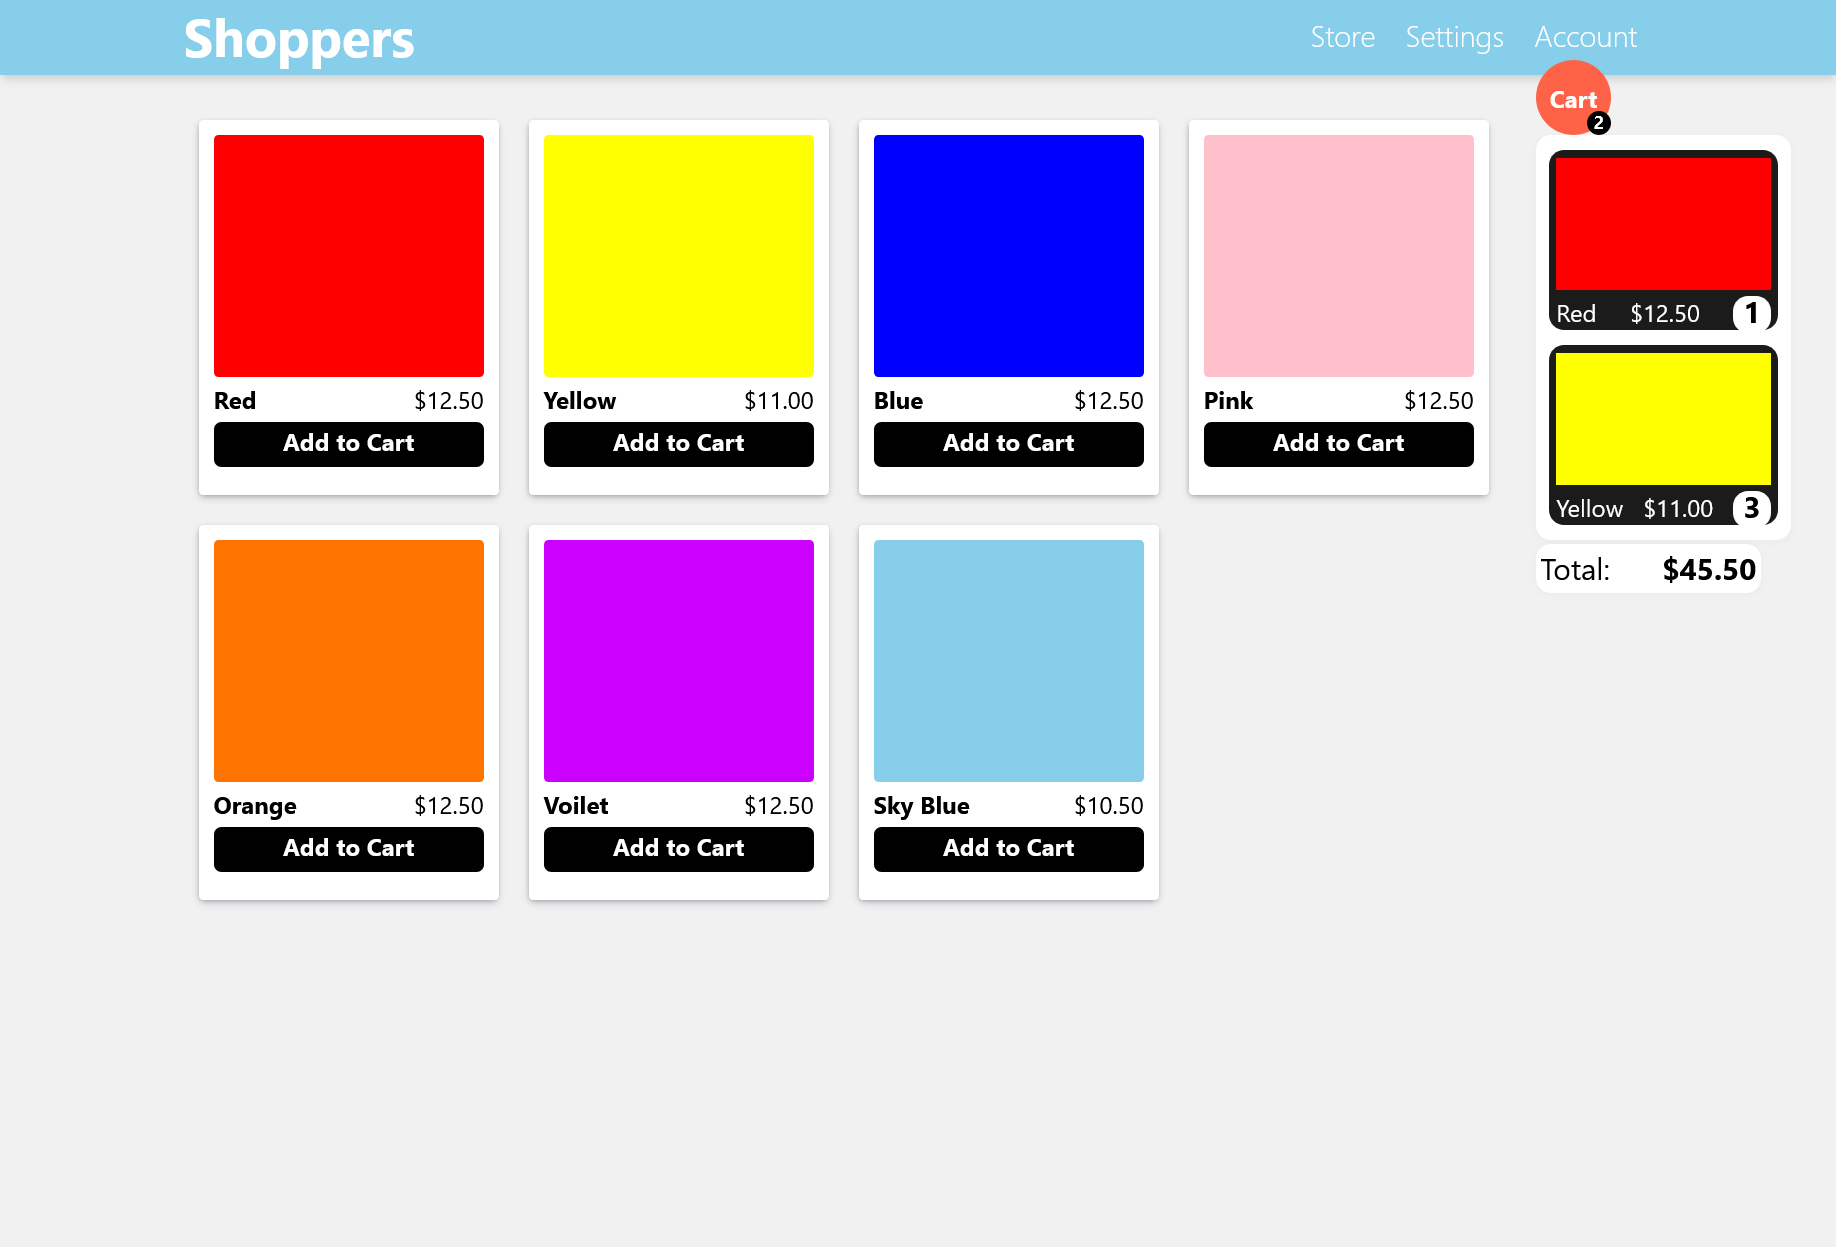 Shoppers
Store Settings Account
Cart
2
Red $12.50
Add to Cart
Yellow $11.00
Add to Cart
Blue $12.50
Add to Cart
Pink $12.50
Add to Cart
Orange $12.50
Add to Cart
Voilet $12.50
Add to Cart
Sky Blue $10.50
Add to Cart
Red $12.50 1
Yellow $11.00 3
Total: $45.50